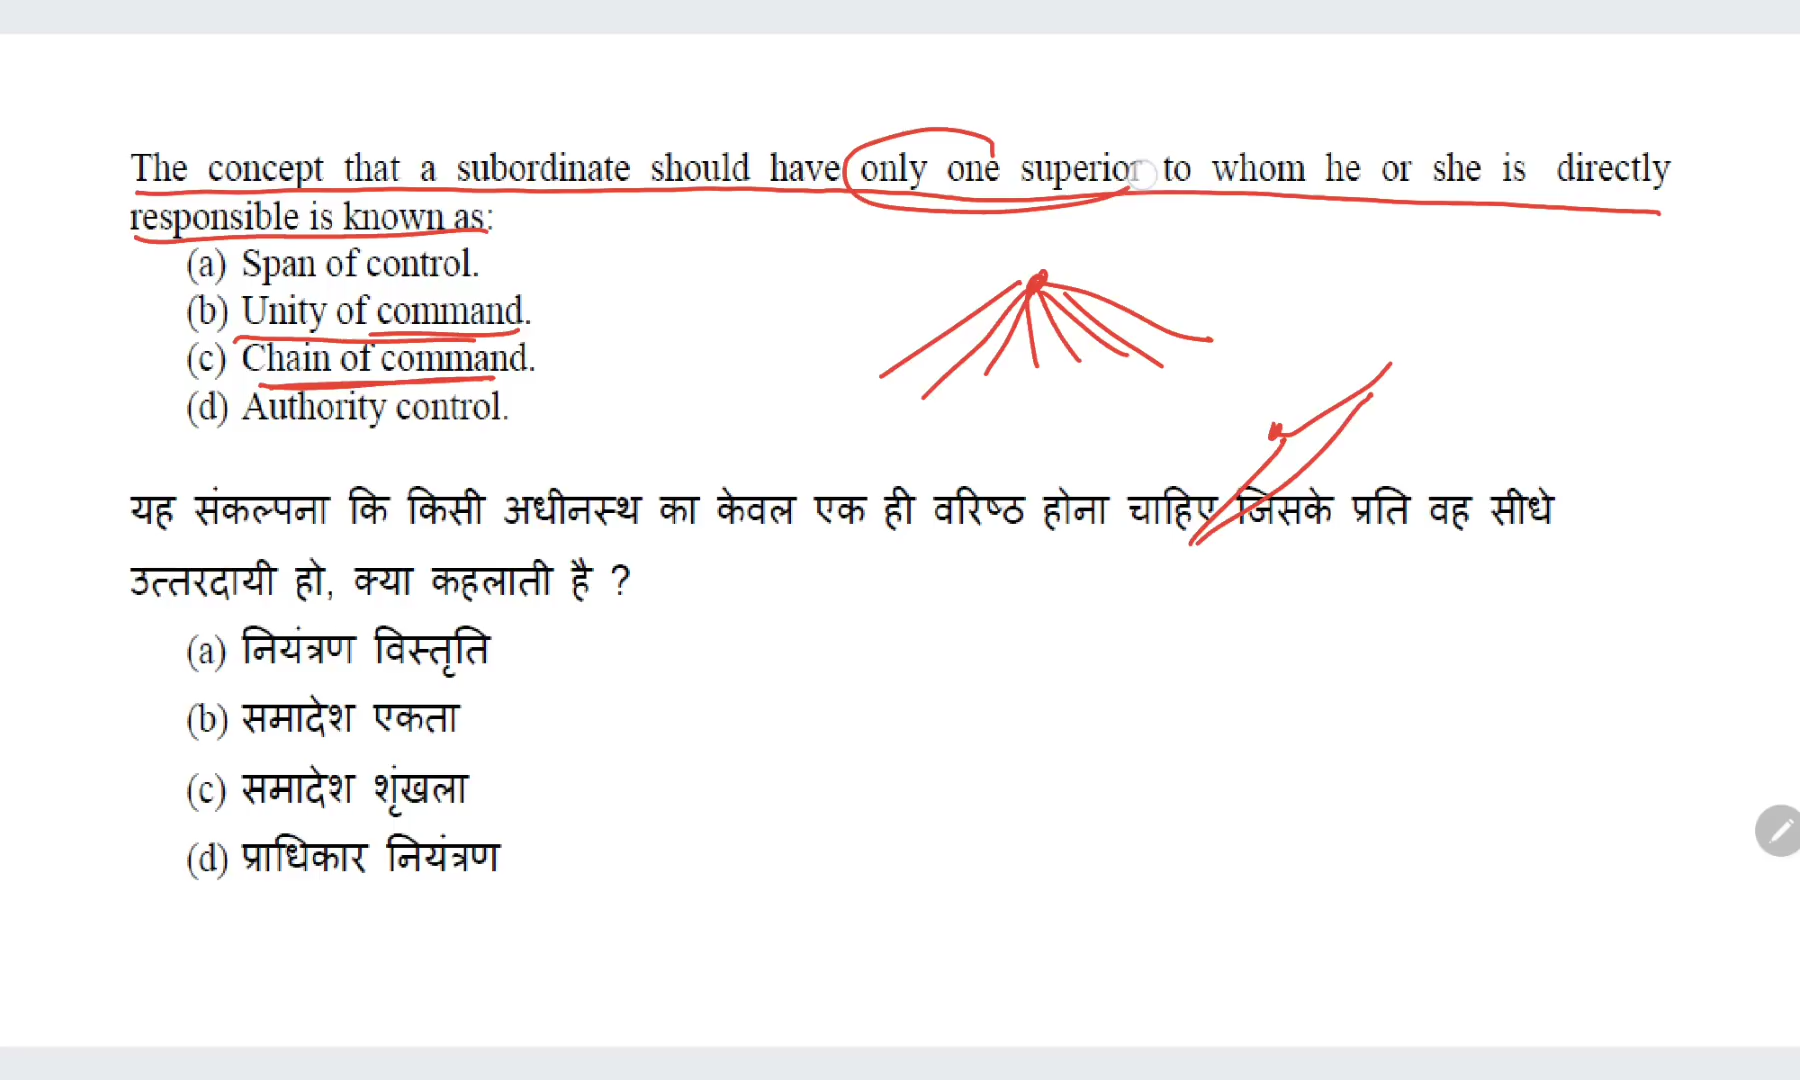 The concept that a subordinate should have only one superior to whom he or she is directly
responsible is known as:
(a) Span of control.
(b) Unity of command.
(c) Chain of command.
(d) Authority control.
यह संकल्पना कि किसी अधीनस्थ का केवल एक ही वरिष्ठ होना चाहिए जिसके प्रति वह सीधे
उत्तरदायी हो, क्या कहलाती है ?
(a) नियंत्रण विस्तृति
(b) समादेश एकता
(c) समादेश शृंखला
(d) प्राधिकार नियंत्रण